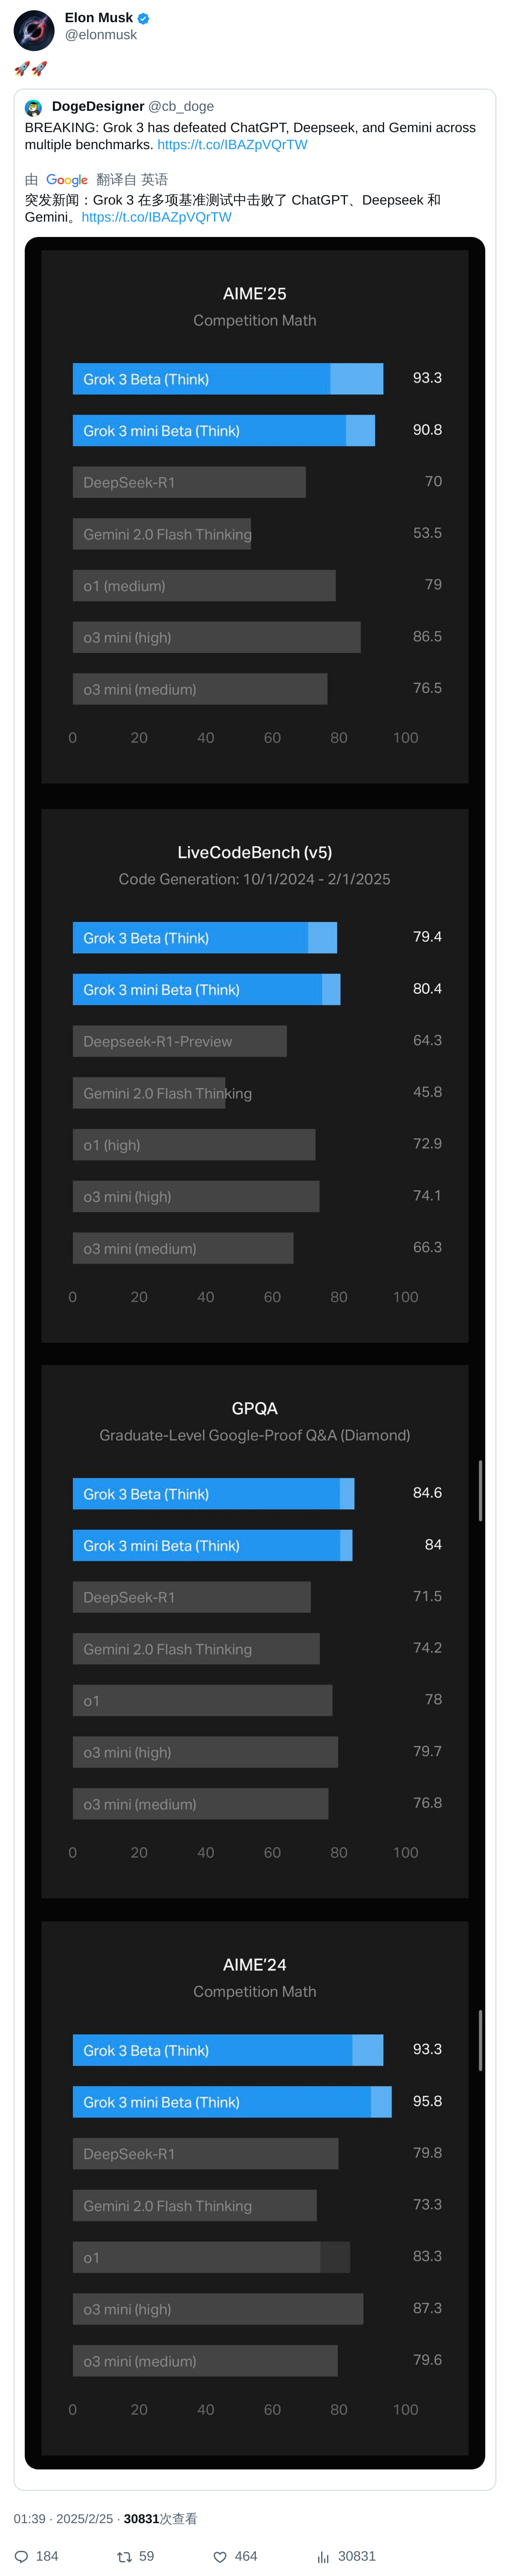 Elon Musk
@elonmusk
🚀🚀
DogeDesigner @cb_doge
BREAKING: Grok 3 has defeated ChatGPT, Deepseek, and Gemini across
multiple benchmarks. https://t.co/IBAZpVQrTW
由 Google 翻译自 英语
突发新闻：Grok 3 在多项基准测试中击败了 ChatGPT、Deepseek 和
Gemini。https://t.co/IBAZpVQrTW
AIME'25
Competition Math
Grok 3 Beta (Think) 93.3
Grok 3 mini Beta (Think) 90.8
DeepSeek-R1 70
Gemini 2.0 Flash Thinking 53.5
o1 (medium) 79
o3 mini (high) 86.5
o3 mini (medium) 76.5
0 20 40 60 80 100
LiveCodeBench (v5)
Code Generation: 10/1/2024 - 2/1/2025
Grok 3 Beta (Think) 79.4
Grok 3 mini Beta (Think) 80.4
Deepseek-R1-Preview 64.3
Gemini 2.0 Flash Thinking 45.8
o1 (high) 72.9
o3 mini (high) 74.1
o3 mini (medium) 66.3
0 20 40 60 80 100
GPQA
Graduate-Level Google-Proof Q&A (Diamond)
Grok 3 Beta (Think) 84.6
Grok 3 mini Beta (Think) 84
DeepSeek-R1 71.5
Gemini 2.0 Flash Thinking 74.2
o1 78
o3 mini (high) 79.7
o3 mini (medium) 76.8
0 20 40 60 80 100
AIME'24
Competition Math
Grok 3 Beta (Think) 93.3
Grok 3 mini Beta (Think) 95.8
DeepSeek-R1 79.8
Gemini 2.0 Flash Thinking 73.3
o1 83.3
o3 mini (high) 87.3
o3 mini (medium) 79.6
0 20 40 60 80 100
01:39 · 2025/2/25 · 30831次查看
184 59 464 30831